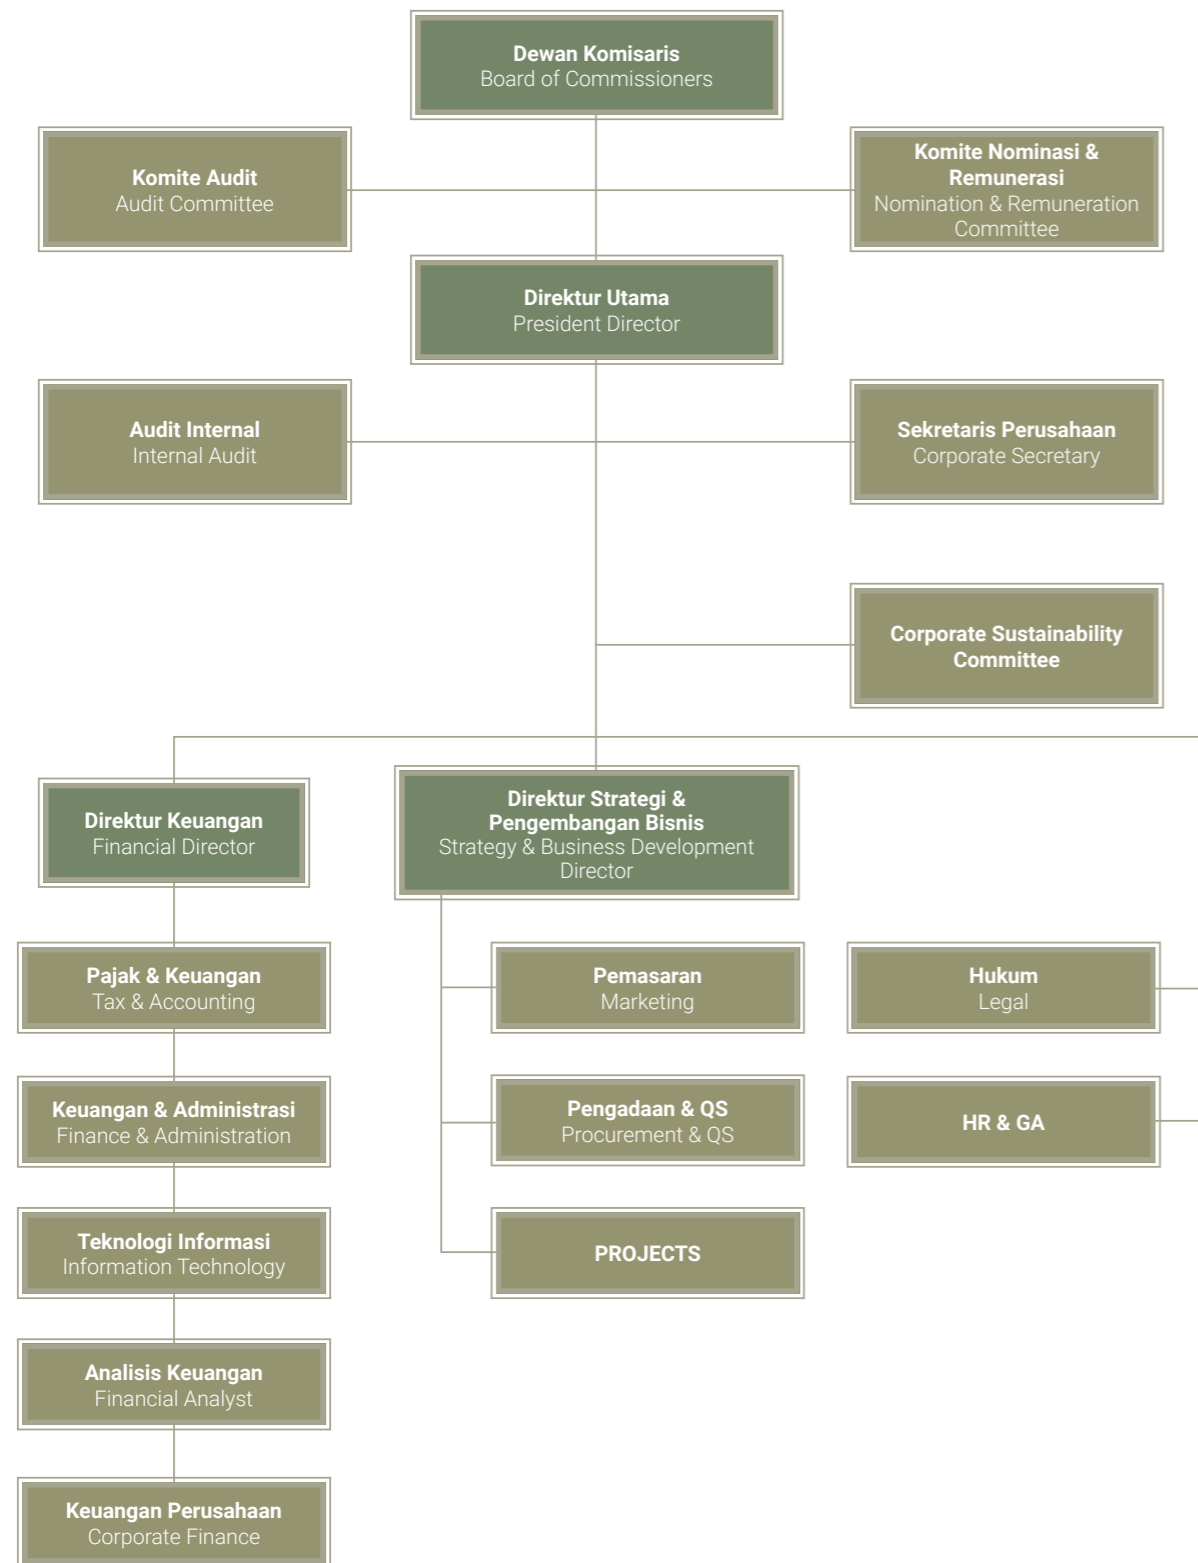 Dewan Komisaris
Board of Commissioners
Komite Audit
Audit Committee
Komite Nominasi &
Remunerasi
Nomination & Remuneration
Committee
Direktur Utama
President Director
Audit Internal
Internal Audit
Sekretaris Perusahaan
Corporate Secretary
Corporate Sustainability
Committee
Direktur Keuangan
Financial Director
Direktur Strategi &
Pengembangan Bisnis
Strategy & Business Development
Director
Pajak & Keuangan
Tax & Accounting
Keuangan & Administrasi
Finance & Administration
Teknologi Informasi
Information Technology
Analisis Keuangan
Financial Analyst
Keuangan Perusahaan
Corporate Finance
Pemasaran
Marketing
Pengadaan & QS
Procurement & QS
PROJECTS
Hukum
Legal
HR & GA